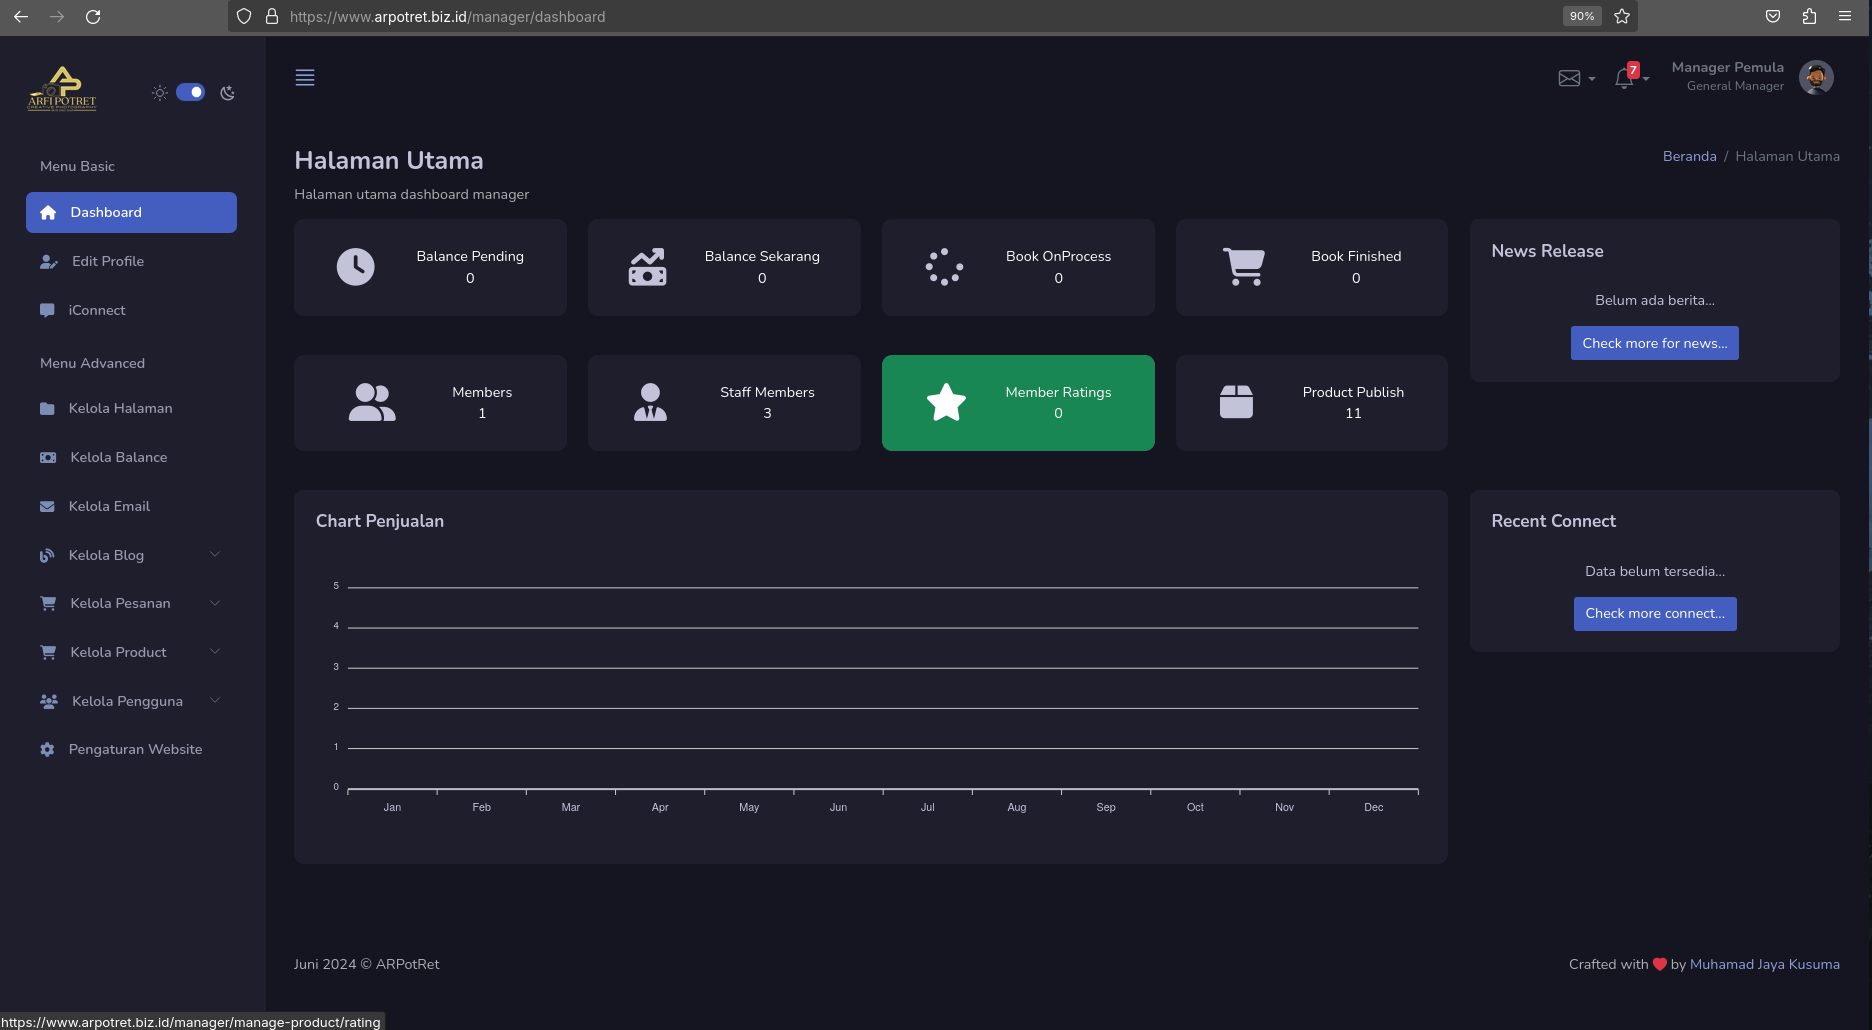 https://www.arpotret.biz.id/manager/dashboard
90%
ARFIPOTRET
Menu Basic
Dashboard
Edit Profile
iConnect
Menu Advanced
Kelola Halaman
Kelola Balance
Kelola Email
Kelola Blog
Kelola Pesanan
Kelola Product
Kelola Pengguna
Pengaturan Website
7
Manager Pemula
General Manager
Halaman Utama
Halaman utama dashboard manager
Beranda / Halaman Utama
Balance Pending
0
Balance Sekarang
0
Book OnProcess
0
Book Finished
0
Members
1
Staff Members
3
Member Ratings
0
Product Publish
11
News Release
Belum ada berita...
Check more for news...
Chart Penjualan
5
4
3
2
1
0
Jan Feb Mar Apr May Jun Jul Aug Sep Oct Nov Dec
Recent Connect
Data belum tersedia...
Check more connect...
Juni 2024 © ARPotRet
Crafted with ❤ by Muhamad Jaya Kusuma
https://www.arpotret.biz.id/manager/manage-product/rating